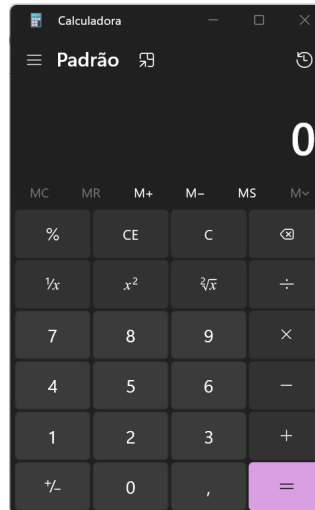 Calculadora
Padrão
0
MC MR M+ M− MS M˅
% CE C
¹/x x² ²√x ÷
7 8 9 ×
4 5 6 −
1 2 3 +
⁺/₋ 0 , =